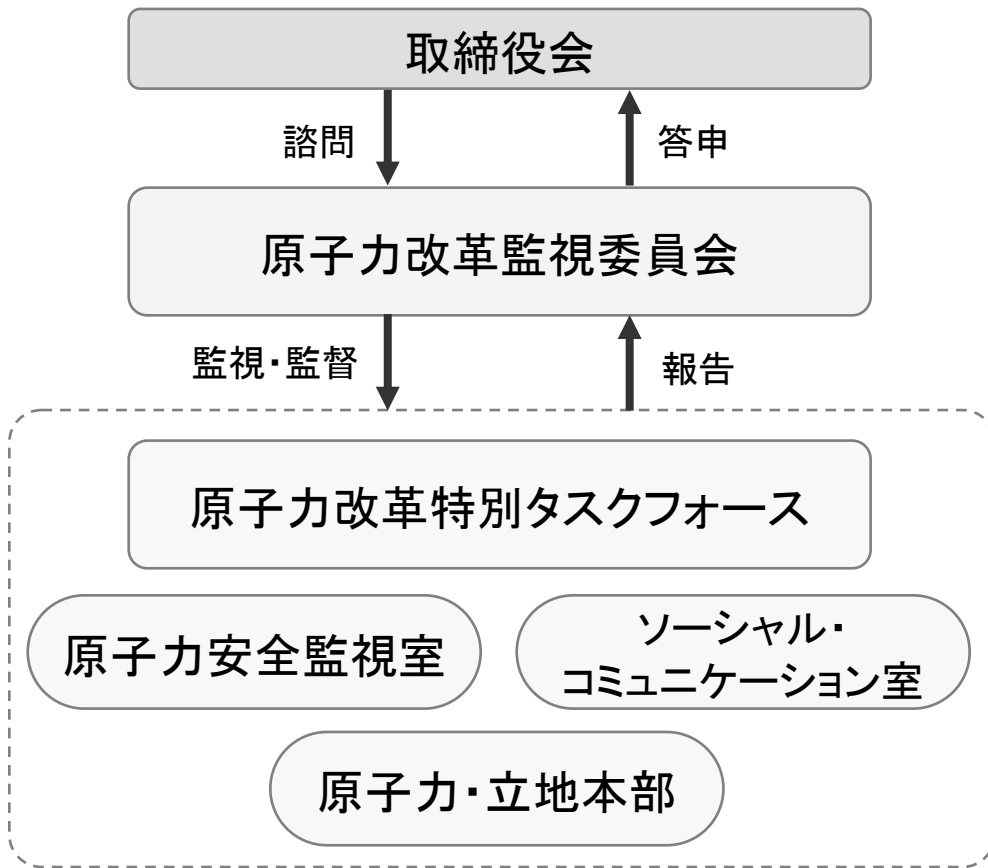 取締役会
諮問
答申
原子力改革監視委員会
監視・監督
報告
原子力改革特別タスクフォース
原子力安全監視室
ソーシャル・
コミュニケーション室
原子力・立地本部